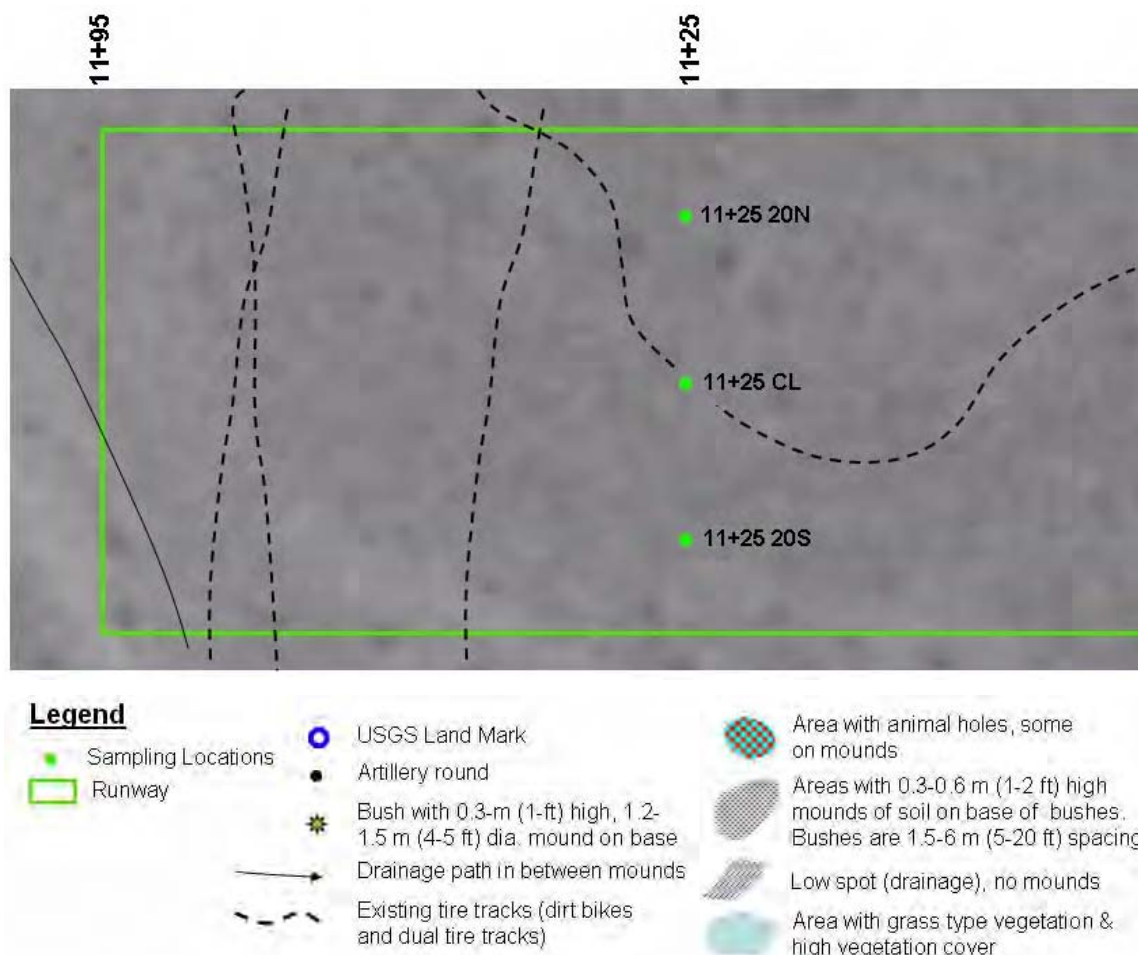 11+95
11+25
11+25 20N
11+25 CL
11+25 20S
Legend
Sampling Locations
Runway
USGS Land Mark
Artillery round
Bush with 0.3-m (1-ft) high, 1.2-
1.5 m (4-5 ft) dia. mound on base
Drainage path in between mounds
Existing tire tracks (dirt bikes
and dual tire tracks)
Area with animal holes, some
on mounds
Areas with 0.3-0.6 m (1-2 ft) high
mounds of soil on base of bushes.
Bushes are 1.5-6 m (5-20 ft) spacing
Low spot (drainage), no mounds
Area with grass type vegetation &
high vegetation cover